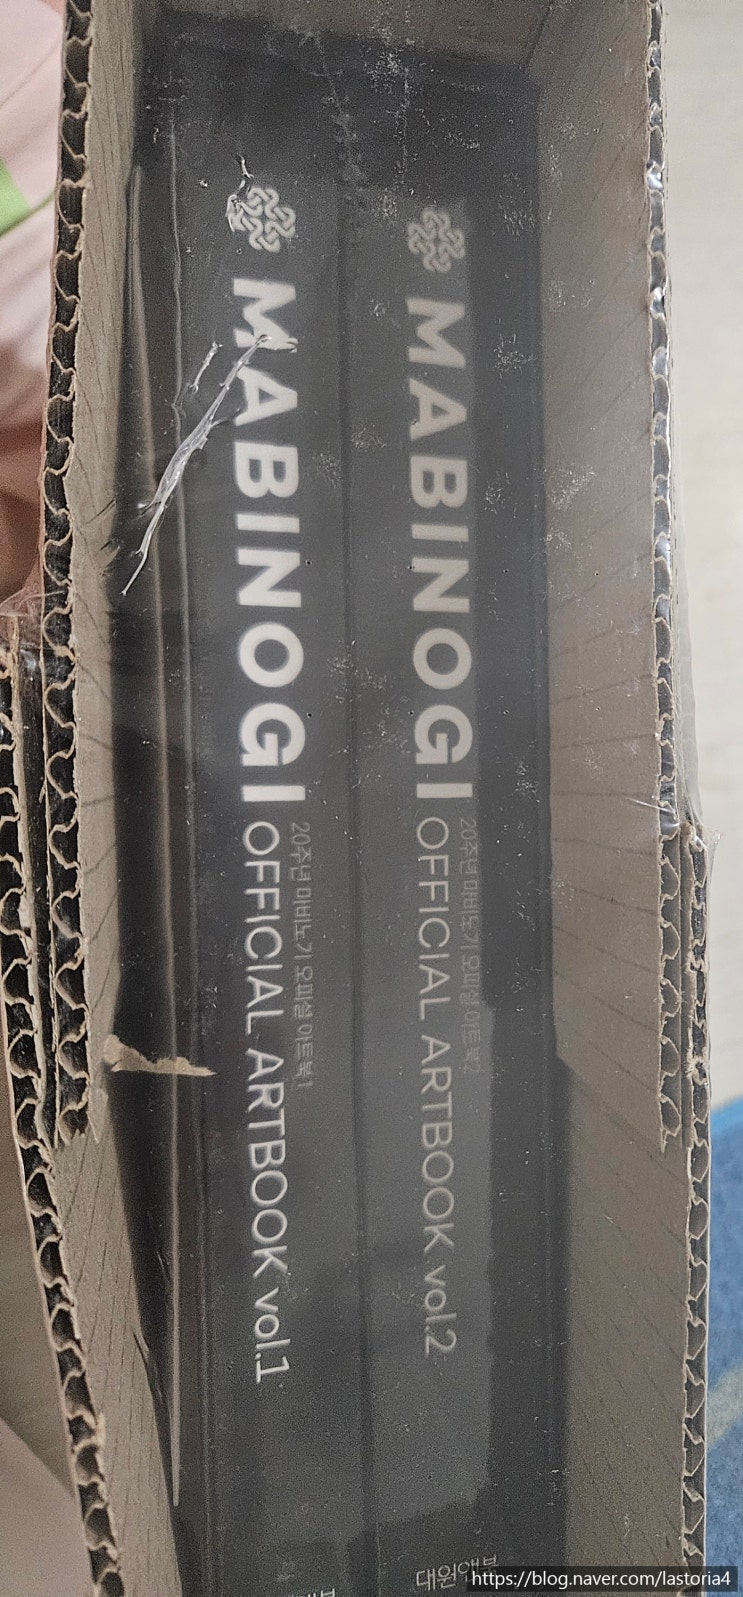 MABINOGI OFFICIAL ARTBOOK vol.1
20주년 마비노기 오피셜 아트북1
MABINOGI OFFICIAL ARTBOOK vol.2
20주년 마비노기 오피셜 아트북2
대원앤북
https://blog.naver.com/lastoria4